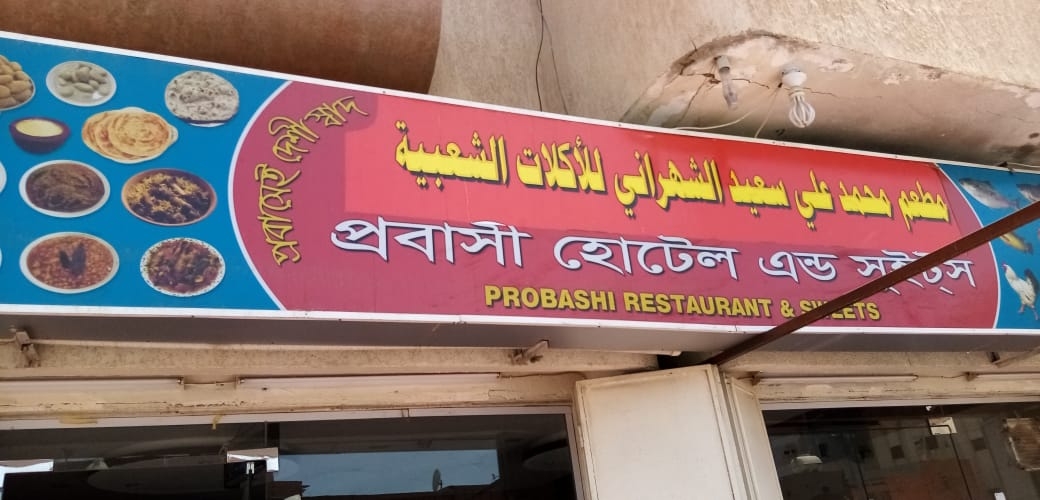 প্রবাসেই দেশী স্বাদ
مطعم محمد علي سعيد الشهراني للأكلات الشعبية
প্রবাসী হোটেল এন্ড সুইট্স
PROBASHI RESTAURANT & SWEETS